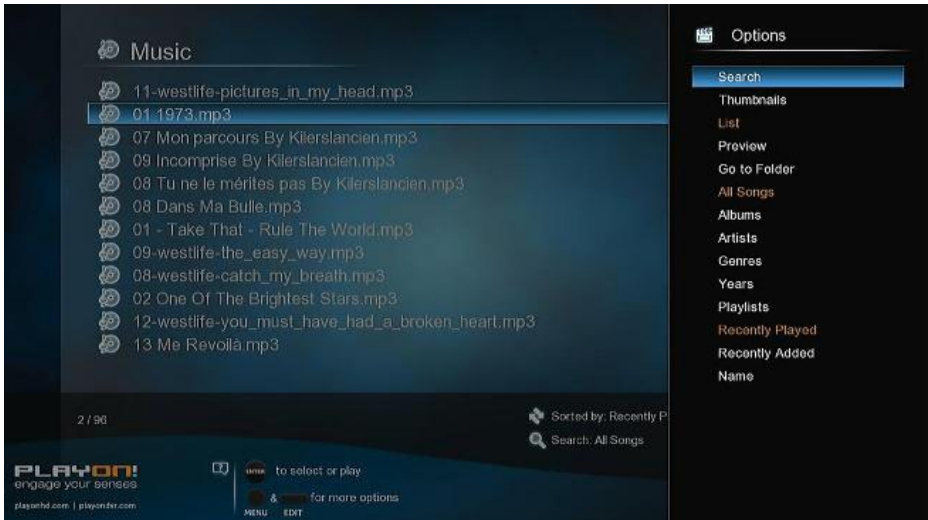 Music
11-westlife-pictures_in_my_head.mp3
01 1973.mp3
07 Mon parcours By Kilerslancien.mp3
09 Incomprise By Kilerslancien.mp3
08 Tu ne le mérites pas By Kilerslancien.mp3
08 Dans Ma Bulle.mp3
01 - Take That - Rule The World.mp3
09-westlife-the_easy_way.mp3
08-westlife-catch_my_breath.mp3
02 One Of The Brightest Stars.mp3
12-westlife-you_must_have_had_a_broken_heart.mp3
13 Me Revoilà.mp3
2 / 96
Sorted by: Recently P
Search: All Songs
PLAYON!
engage your senses
playonhd.com | playondvr.com
?
ENTER to select or play
& for more options
MENU EDIT
Options
Search
Thumbnails
List
Preview
Go to Folder
All Songs
Albums
Artists
Genres
Years
Playlists
Recently Played
Recently Added
Name